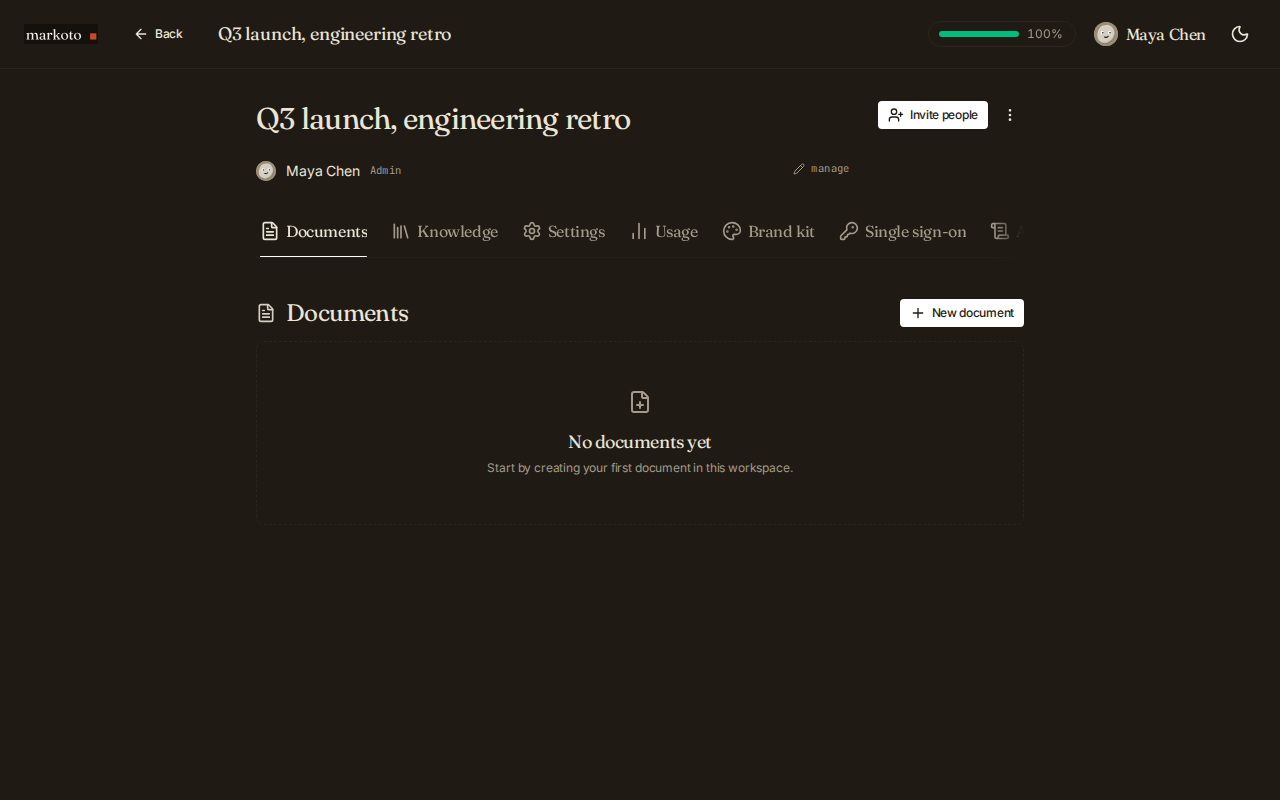 markoto
Back
Q3 launch, engineering retro
100%
Maya Chen
Q3 launch, engineering retro
Invite people
Maya Chen Admin
manage
Documents Knowledge Settings Usage Brand kit Single sign-on
Documents
New document
No documents yet
Start by creating your first document in this workspace.